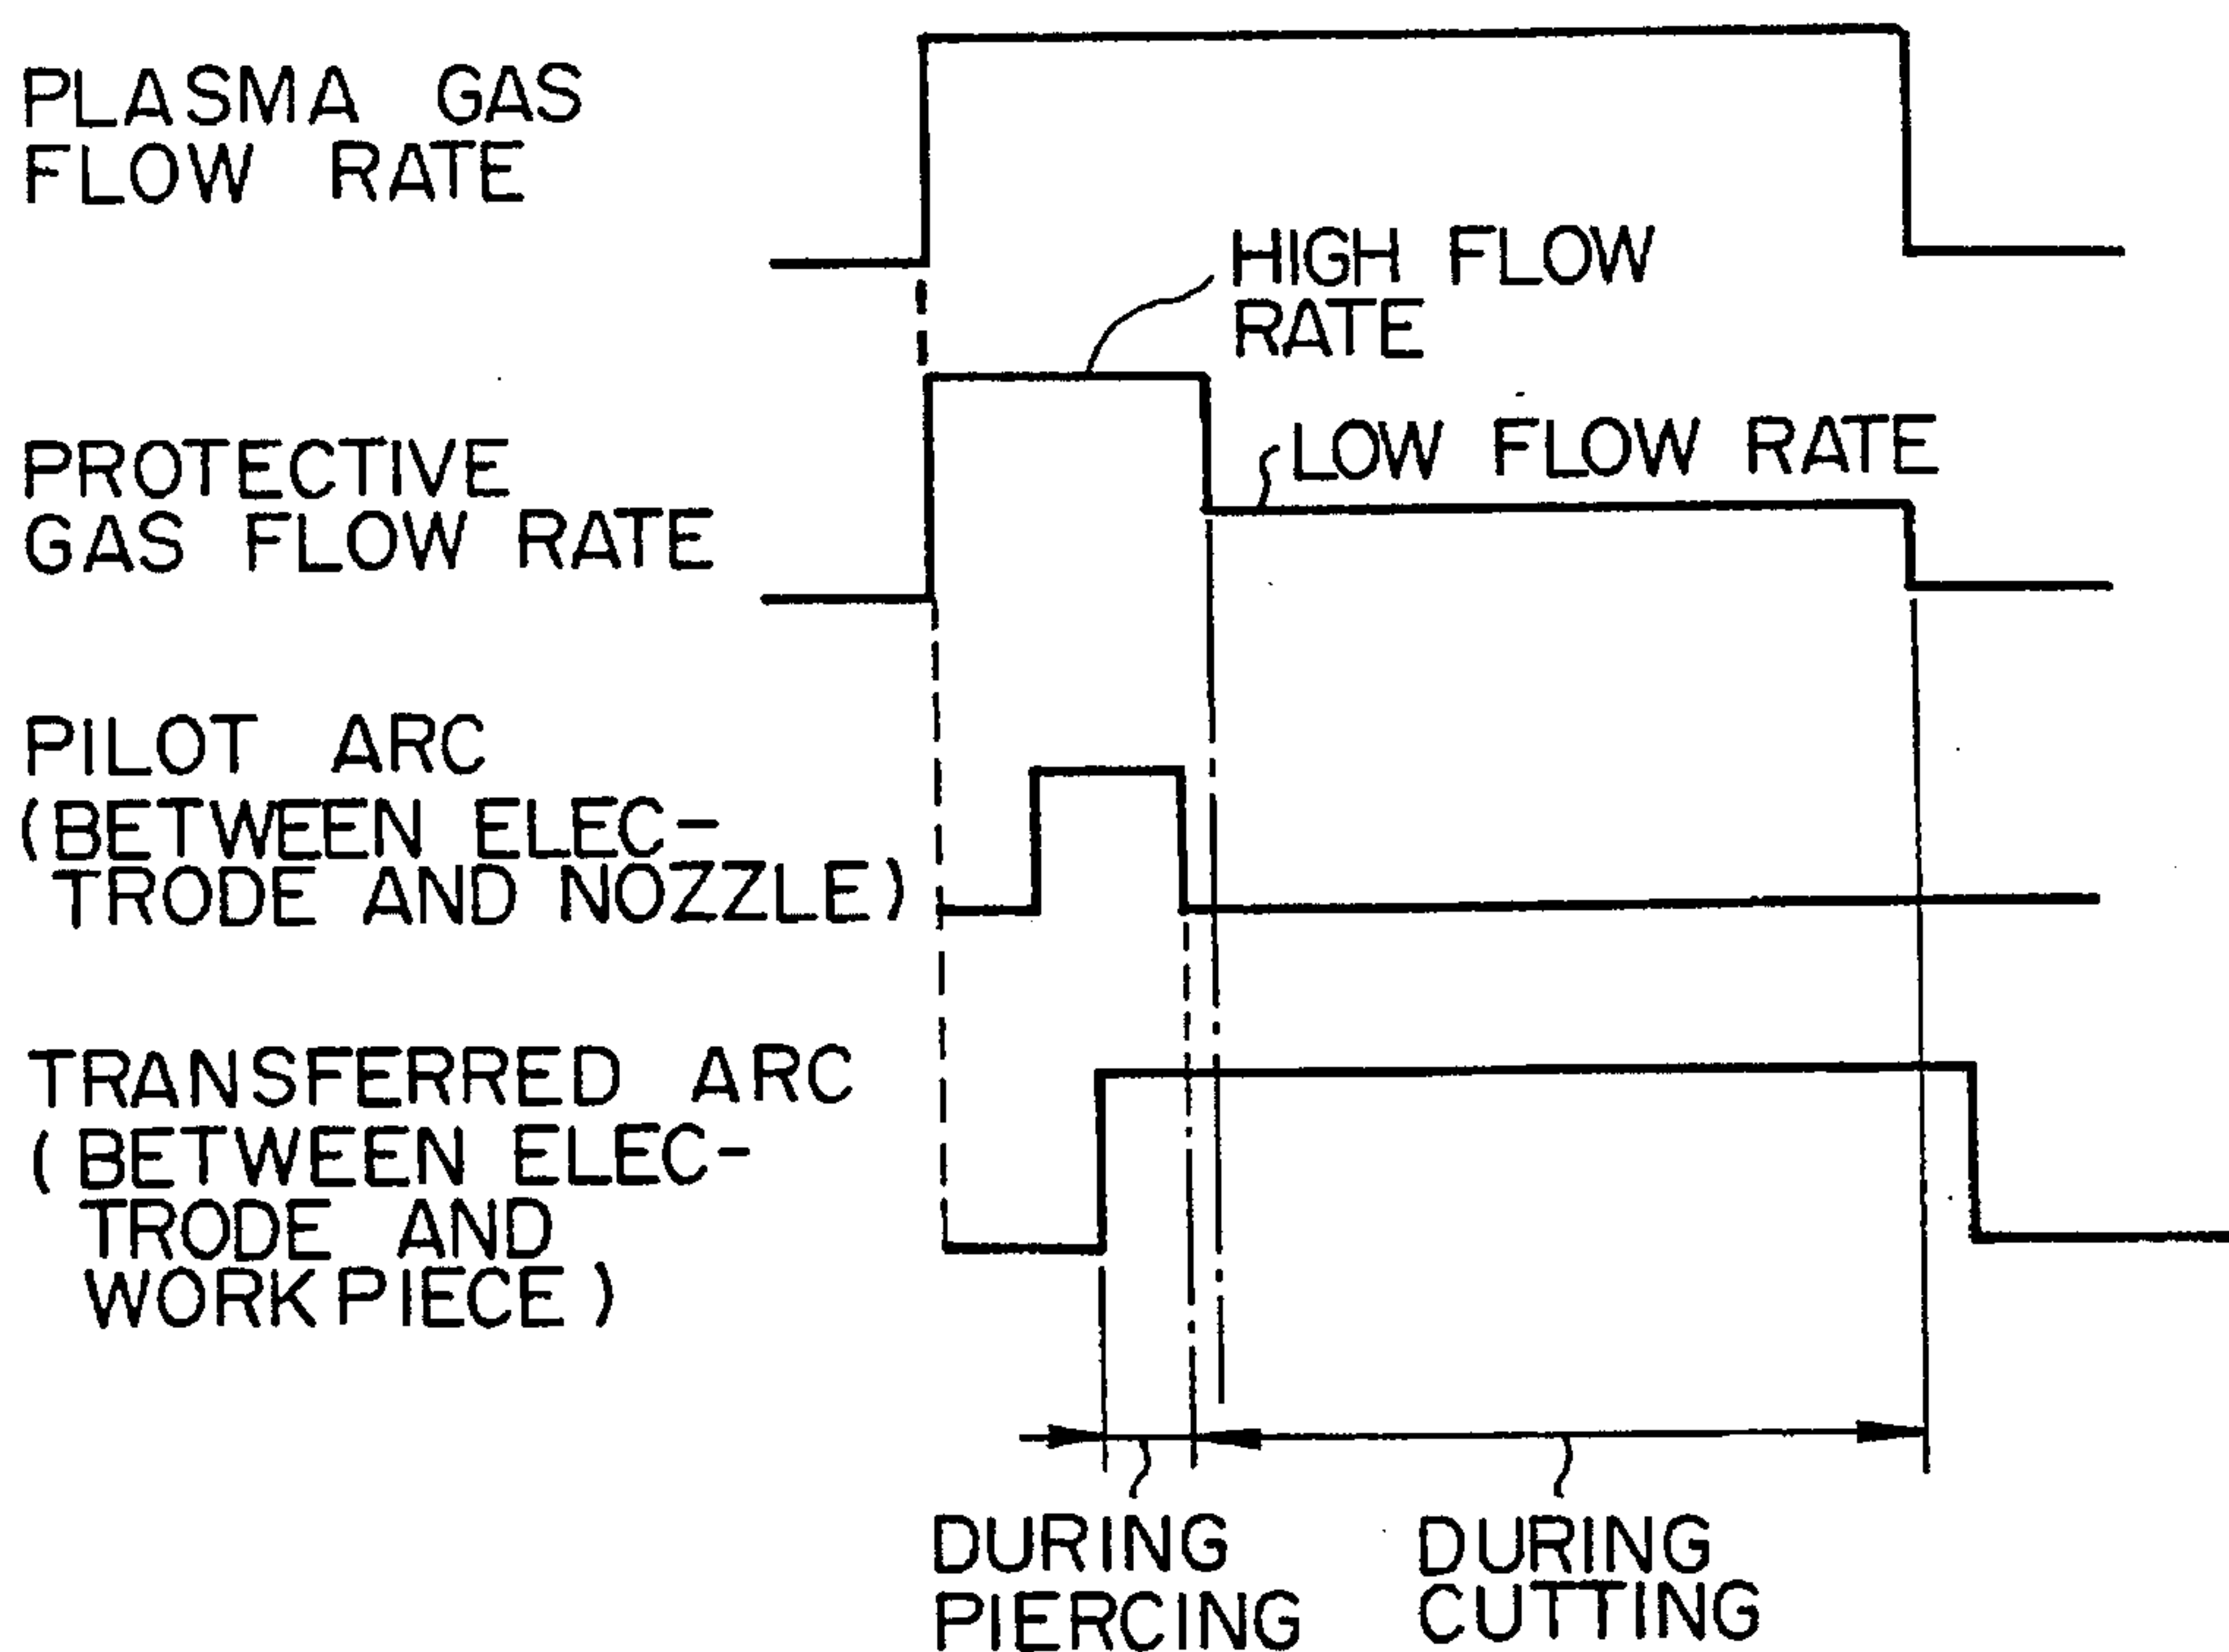 PLASMA GAS
FLOW RATE
HIGH FLOW
RATE
PROTECTIVE
GAS FLOW RATE
LOW FLOW RATE
PILOT ARC
(BETWEEN ELEC-
TRODE AND NOZZLE)
TRANSFERRED ARC
(BETWEEN ELEC-
TRODE AND
WORKPIECE)
DURING
PIERCING
DURING
CUTTING